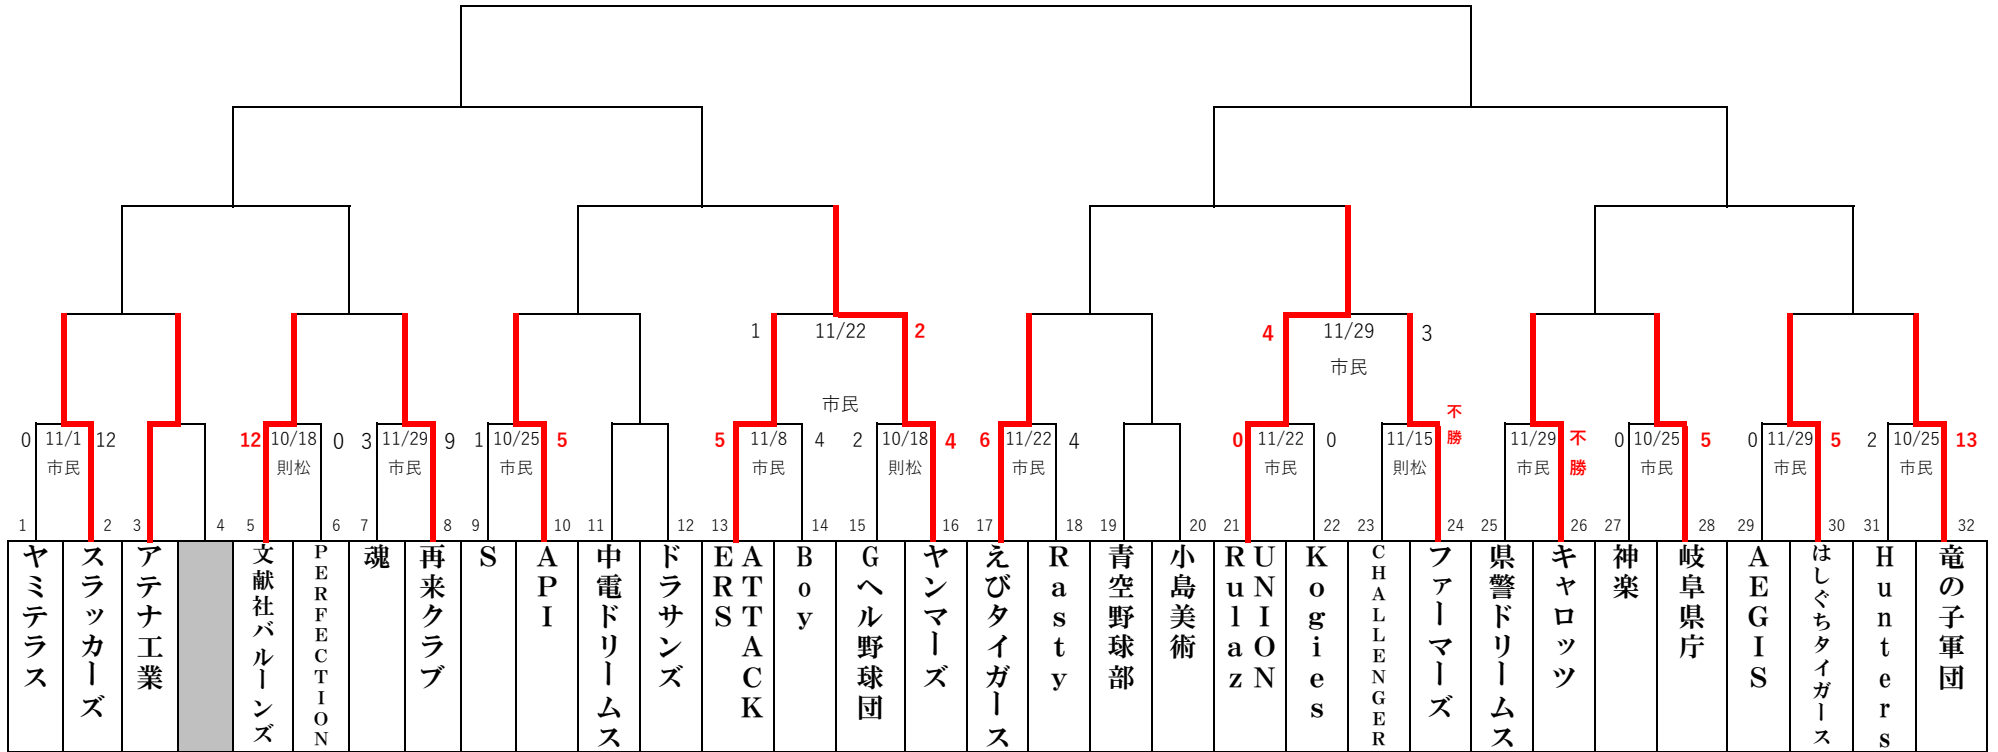 1 11/22 2
市民
4 11/29 3
市民
0 11/1 12
市民
12 10/18 0
則松
3 11/29 9
市民
1 10/25 5
市民
5 11/8 4
市民
2 10/18 4
則松
6 11/22 4
市民
0 11/22 0
市民
11/15 不勝
則松
11/29 不勝
市民
0 10/25 5
市民
0 11/29 5
市民
2 10/25 13
市民
1 2 3 4 5 6 7 8 9 10 11 12 13 14 15 16 17 18 19 20 21 22 23 24 25 26 27 28 29 30 31 32
ヤミテラス
スラッカーズ
アテナ工業
文献社バルーンズ
PERFECTION
魂
再来クラブ
S
API
中電ドリームス
ドラサンズ
ATTACK
ERS
Boy
Gヘル野球団
ヤンマーズ
えびタイガース
Rasty
青空野球部
小島美術
UNION
Rulaz
Kogies
CHALLENGER
ファーマーズ
県警ドリームス
キャロッツ
神楽
岐阜県庁
AEGIS
はしぐちタイガース
Hunters
竜の子軍団